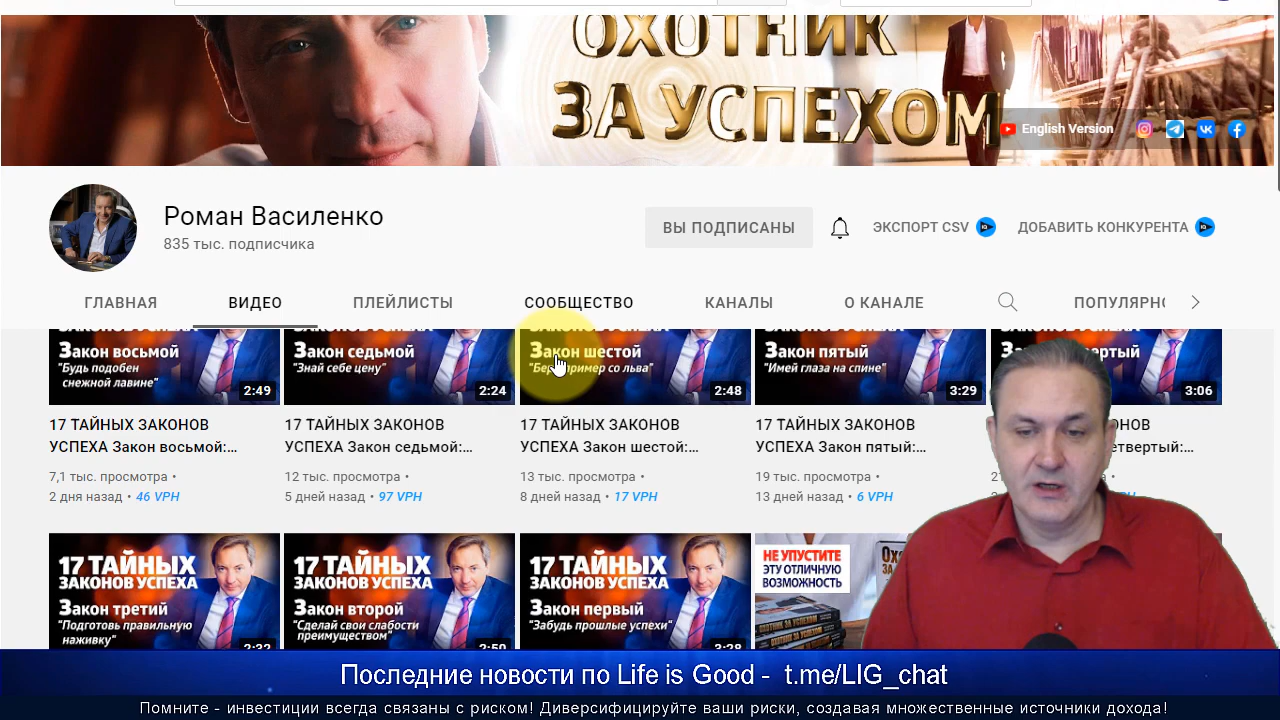 ОХОТНИК
ЗА УСПЕХОМ
English Version
Роман Василенко
835 тыс. подписчика
ВЫ ПОДПИСАНЫ
ЭКСПОРТ CSV
ДОБАВИТЬ КОНКУРЕНТА
ГЛАВНАЯ
ВИДЕО
ПЛЕЙЛИСТЫ
СООБЩЕСТВО
КАНАЛЫ
О КАНАЛЕ
ПОПУЛЯРНО
Закон восьмой
"Будь подобен
снежной лавине"
2:49
Закон седьмой
"Знай себе цену"
2:24
Закон шестой
"Бери пример со льва"
2:48
Закон пятый
"Имей глаза на спине"
3:29
3:06
17 ТАЙНЫХ ЗАКОНОВ
УСПЕХА Закон восьмой:...
7,1 тыс. просмотра •
2 дня назад • 46 VPH
17 ТАЙНЫХ ЗАКОНОВ
УСПЕХА Закон седьмой:...
12 тыс. просмотра •
5 дней назад • 97 VPH
17 ТАЙНЫХ ЗАКОНОВ
УСПЕХА Закон шестой:...
13 тыс. просмотра •
8 дней назад • 17 VPH
17 ТАЙНЫХ ЗАКОНОВ
УСПЕХА Закон пятый:...
19 тыс. просмотра •
13 дней назад • 6 VPH
17 ТАЙНЫХ
ЗАКОНОВ УСПЕХА
Закон третий
"Подготовь правильную
наживку"
2:32
17 ТАЙНЫХ
ЗАКОНОВ УСПЕХА
Закон второй
"Сделай свои слабости
преимуществом"
2:50
17 ТАЙНЫХ
ЗАКОНОВ УСПЕХА
Закон первый
"Забудь прошлые успехи"
3:28
НЕ УПУСТИТЕ
ЭТУ ОТЛИЧНУЮ
ВОЗМОЖНОСТЬ
Последние новости по Life is Good - t.me/LIG_chat
Помните - инвестиции всегда связаны с риском! Диверсифицируйте ваши риски, создавая множественные источники дохода!